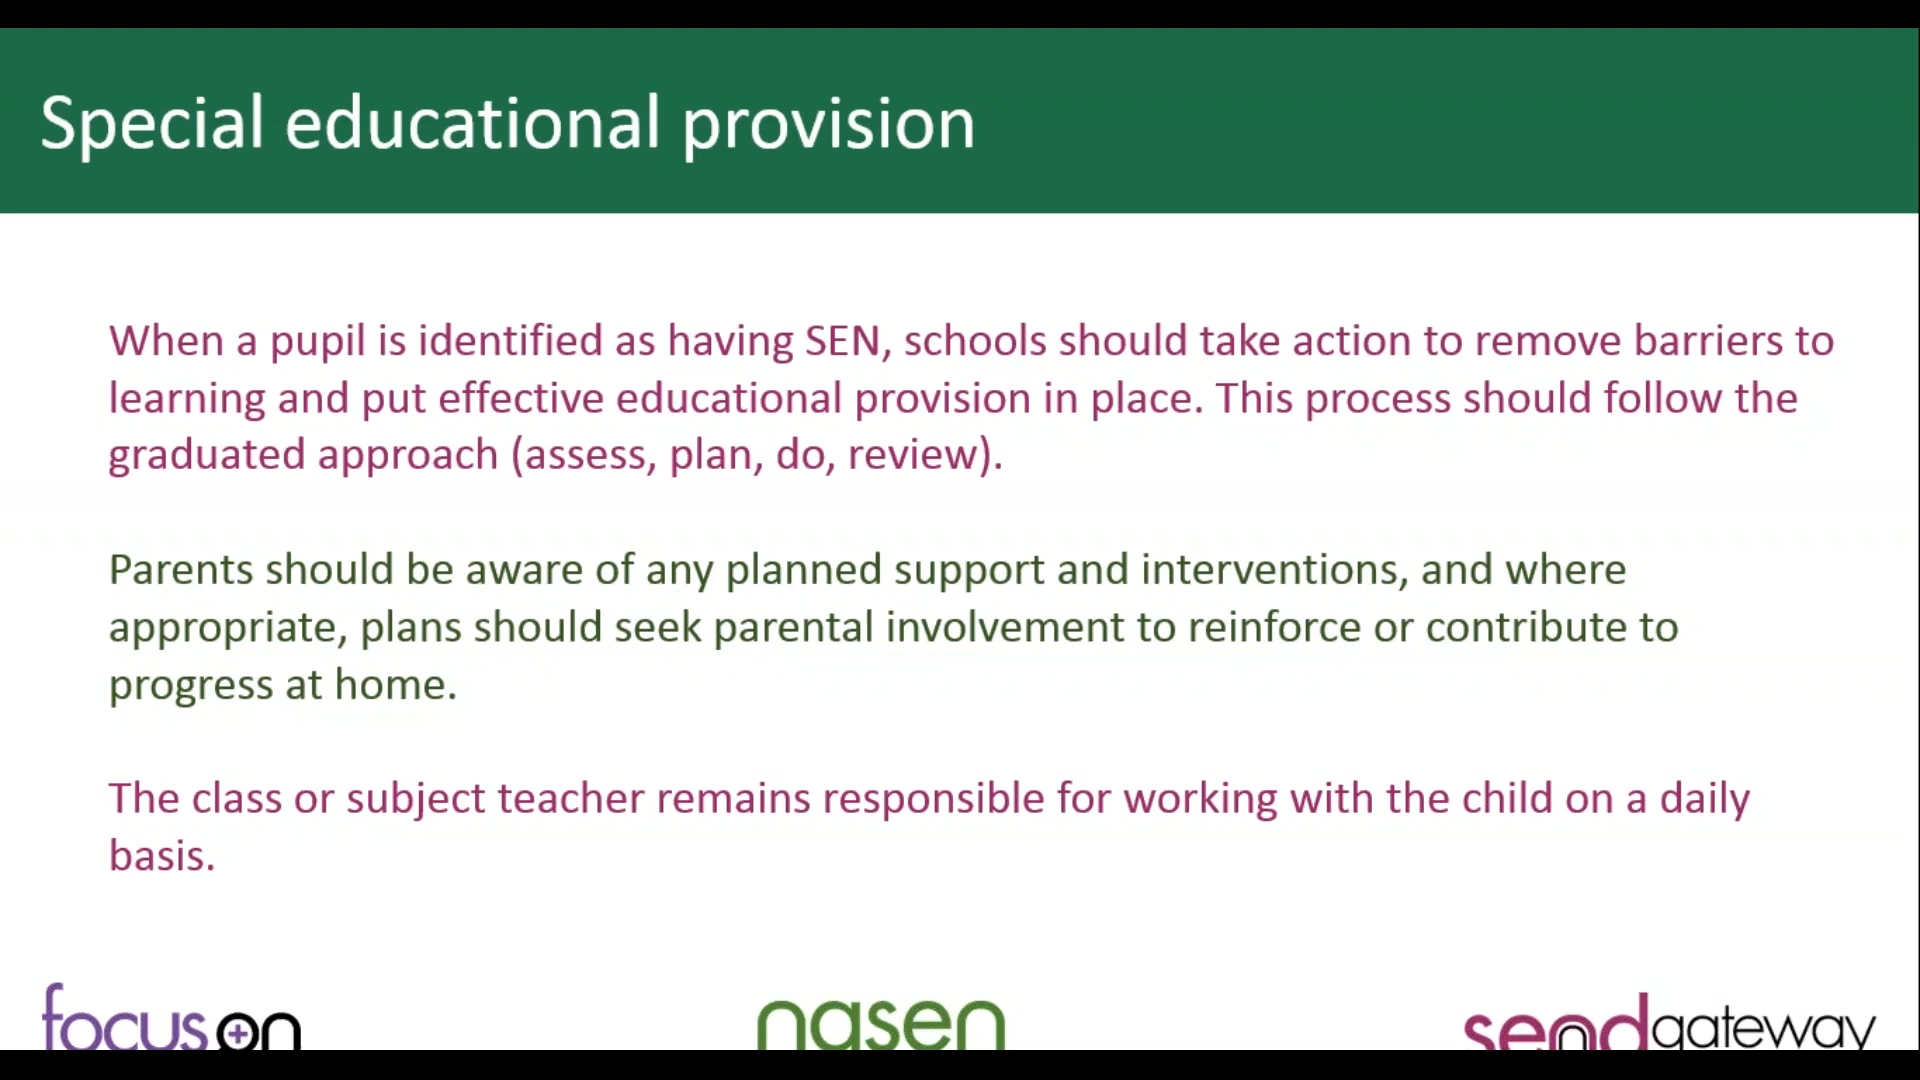 Special educational provision
When a pupil is identified as having SEN, schools should take action to remove barriers to
learning and put effective educational provision in place. This process should follow the
graduated approach (assess, plan, do, review).
Parents should be aware of any planned support and interventions, and where
appropriate, plans should seek parental involvement to reinforce or contribute to
progress at home.
The class or subject teacher remains responsible for working with the child on a daily
basis.
focus on
nasen
sendgateway